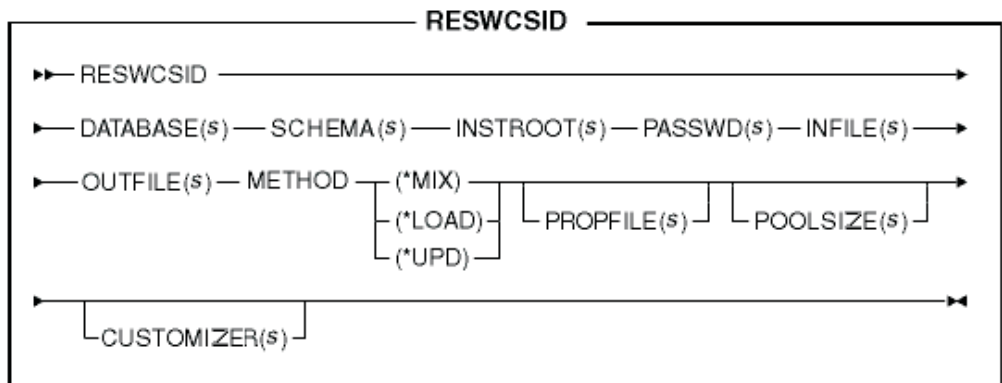 RESWCSID
RESWCSID
DATABASE(s) SCHEMA(s) INSTROOT(s) PASSWD(s) INFILE(s)
OUTFILE(s) METHOD (*MIX)
(*LOAD) PROPFILE(s) POOLSIZE(s)
(*UPD)
CUSTOMIZER(s)